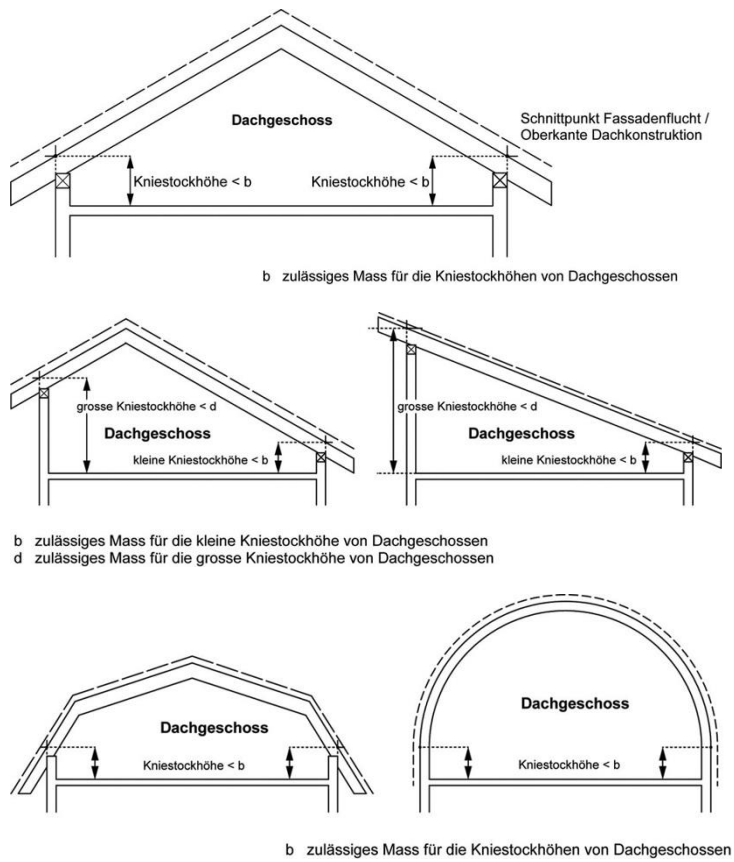 Dachgeschoss
Schnittpunkt Fassadenflucht /
Oberkante Dachkonstruktion
Kniestockhöhe < b
Kniestockhöhe < b
b zulässiges Mass für die Kniestockhöhen von Dachgeschossen
grosse Kniestockhöhe < d
Dachgeschoss
kleine Kniestockhöhe < b
grosse Kniestockhöhe < d
Dachgeschoss
kleine Kniestockhöhe < b
b zulässiges Mass für die kleine Kniestockhöhe von Dachgeschossen
d zulässiges Mass für die grosse Kniestockhöhe von Dachgeschossen
Dachgeschoss
Kniestockhöhe < b
Dachgeschoss
Kniestockhöhe < b
b zulässiges Mass für die Kniestockhöhen von Dachgeschossen